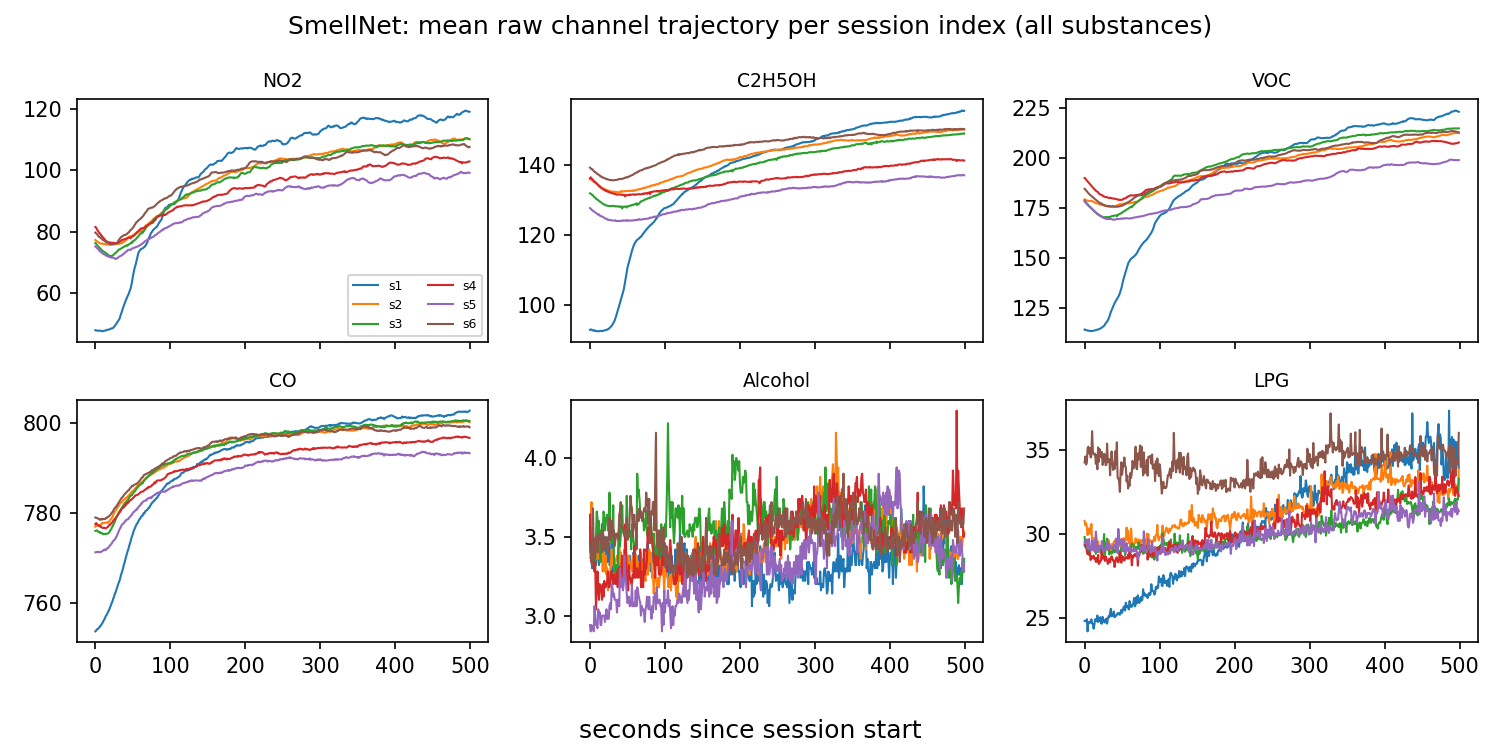 SmellNet: mean raw channel trajectory per session index (all substances)
NO2
C2H5OH
VOC
120
100
80
60
s1
s2
s3
s4
s5
s6
140
120
100
225
200
175
150
125
CO
Alcohol
LPG
800
780
760
0 100 200 300 400 500
4.0
3.5
3.0
0 100 200 300 400 500
35
30
25
0 100 200 300 400 500
seconds since session start